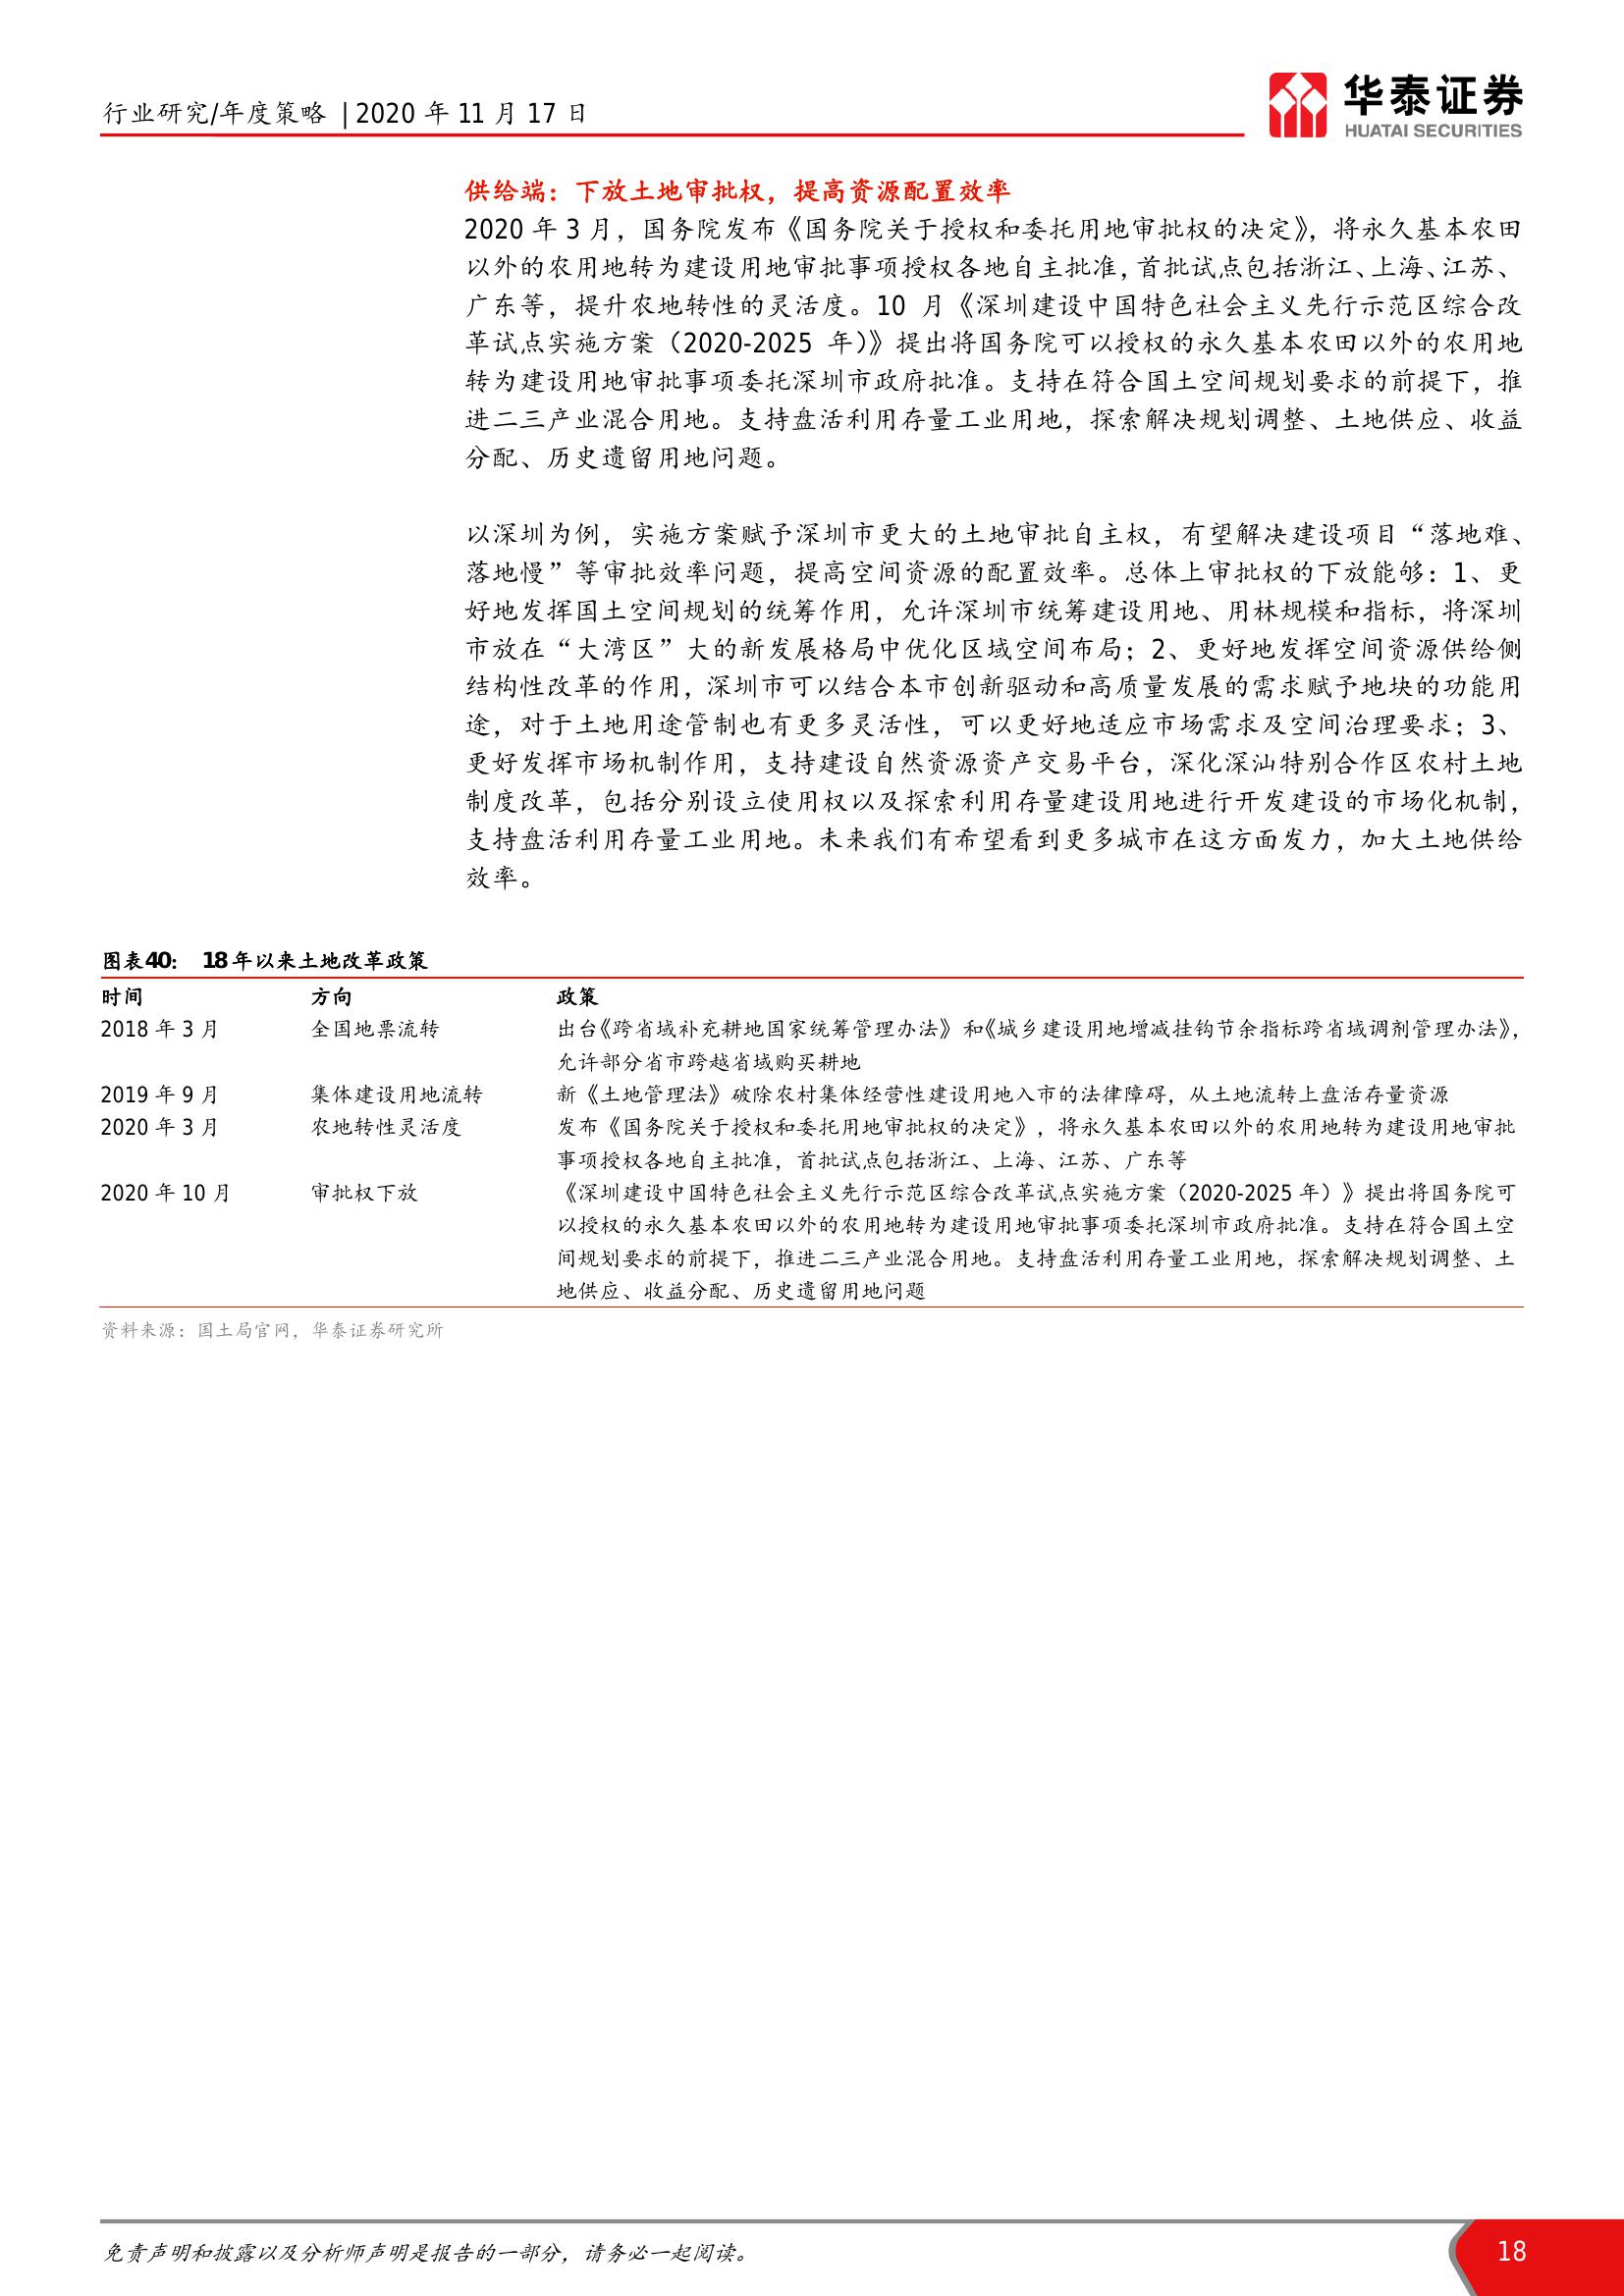 行业研究/年度策略 | 2020 年 11 月 17 日
华泰证券
HUATAI SECURITIES
供给端：下放土地审批权，提高资源配置效率
2020 年 3 月，国务院发布《国务院关于授权和委托用地审批权的决定》，将永久基本农田
以外的农用地转为建设用地审批事项授权各地自主批准，首批试点包括浙江、上海、江苏、
广东等，提升农地转性的灵活度。10 月《深圳建设中国特色社会主义先行示范区综合改
革试点实施方案（2020-2025 年）》提出将国务院可以授权的永久基本农田以外的农用地
转为建设用地审批事项委托深圳市政府批准。支持在符合国土空间规划要求的前提下，推
进二三产业混合用地。支持盘活利用存量工业用地，探索解决规划调整、土地供应、收益
分配、历史遗留用地问题。
以深圳为例，实施方案赋予深圳市更大的土地审批自主权，有望解决建设项目“落地难、
落地慢”等审批效率问题，提高空间资源的配置效率。总体上审批权的下放能够：1、更
好地发挥国土空间规划的统筹作用，允许深圳市统筹建设用地、用林规模和指标，将深圳
市放在“大湾区”大的新发展格局中优化区域空间布局；2、更好地发挥空间资源供给侧
结构性改革的作用，深圳市可以结合本市创新驱动和高质量发展的需求赋予地块的功能用
途，对于土地用途管制也有更多灵活性，可以更好地适应市场需求及空间治理要求；3、
更好发挥市场机制作用，支持建设自然资源资产交易平台，深化深汕特别合作区农村土地
制度改革，包括分别设立使用权以及探索利用存量建设用地进行开发建设的市场化机制，
支持盘活利用存量工业用地。未来我们有希望看到更多城市在这方面发力，加大土地供给
效率。
图表40： 18 年以来土地改革政策
时间 方向 政策
2018 年 3 月 全国地票流转 出台《跨省域补充耕地国家统筹管理办法》和《城乡建设用地增减挂钩节余指标跨省域调剂管理办法》，
允许部分省市跨越省域购买耕地
2019 年 9 月 集体建设用地流转 新《土地管理法》破除农村集体经营性建设用地入市的法律障碍，从土地流转上盘活存量资源
2020 年 3 月 农地转性灵活度 发布《国务院关于授权和委托用地审批权的决定》，将永久基本农田以外的农用地转为建设用地审批
事项授权各地自主批准，首批试点包括浙江、上海、江苏、广东等
2020 年 10 月 审批权下放 《深圳建设中国特色社会主义先行示范区综合改革试点实施方案（2020-2025 年）》提出将国务院可
以授权的永久基本农田以外的农用地转为建设用地审批事项委托深圳市政府批准。支持在符合国土空
间规划要求的前提下，推进二三产业混合用地。支持盘活利用存量工业用地，探索解决规划调整、土
地供应、收益分配、历史遗留用地问题
资料来源：国土局官网，华泰证券研究所
免责声明和披露以及分析师声明是报告的一部分，请务必一起阅读。
18